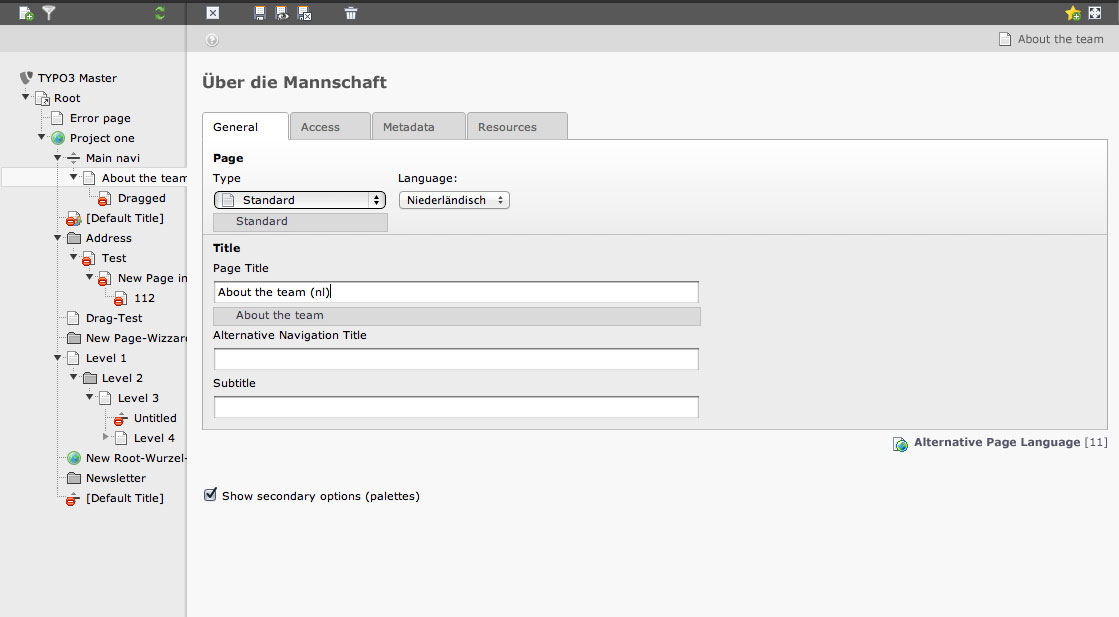 About the team
TYPO3 Master
Root
Error page
Project one
Main navi
About the team
Dragged
[Default Title]
Address
Test
New Page in
112
Drag-Test
New Page-Wizzard
Level 1
Level 2
Level 3
Untitled
Level 4
New Root-Wurzel-
Newsletter
[Default Title]
Über die Mannschaft
General Access Metadata Resources
Page
Type Language:
Standard Niederländisch
Standard
Title
Page Title
About the team (nl)
About the team
Alternative Navigation Title
Subtitle
Alternative Page Language [11]
Show secondary options (palettes)